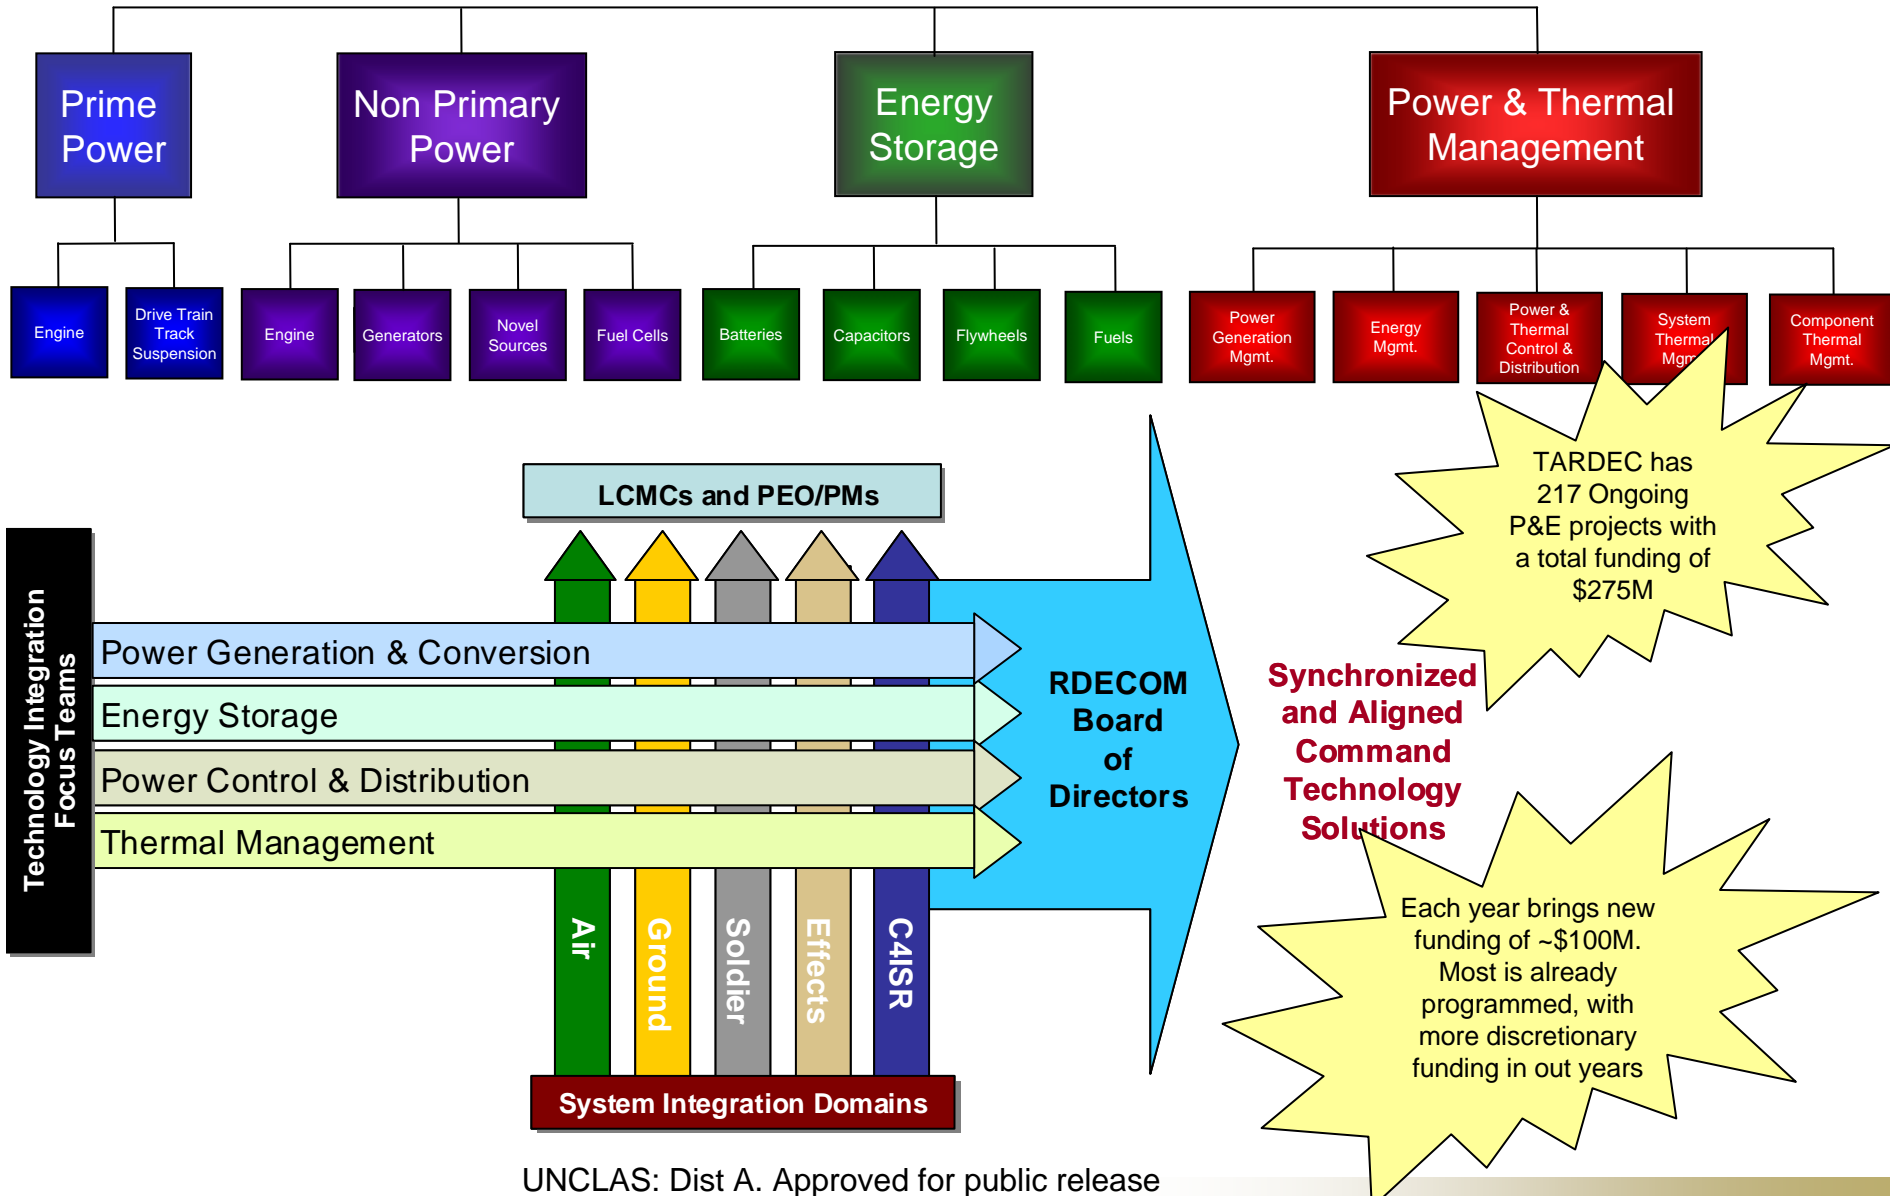 Prime
Power
Non Primary
Power
Energy
Storage
Power & Thermal
Management
Engine
Drive Train
Track
Suspension
Engine
Generators
Novel
Sources
Fuel Cells
Batteries
Capacitors
Flywheels
Fuels
Power
Generation
Mgmt.
Energy
Mgmt.
Power &
Thermal
Control &
Distribution
System
Thermal
Mgm
Component
Thermal
Mgmt.
TARDEC has
217 Ongoing
P&E projects with
a total funding of
$275M
LCMCs and PEO/PMs
Technology Integration
Focus Teams
Power Generation & Conversion
Energy Storage
Power Control & Distribution
Thermal Management
RDECOM
Board
of
Directors
Synchronized
and Aligned
Command
Technology
Solutions
Air
Ground
Soldier
Effects
C4ISR
System Integration Domains
Each year brings new
funding of ~$100M.
Most is already
programmed, with
more discretionary
funding in out years
UNCLAS: Dist A. Approved for public release